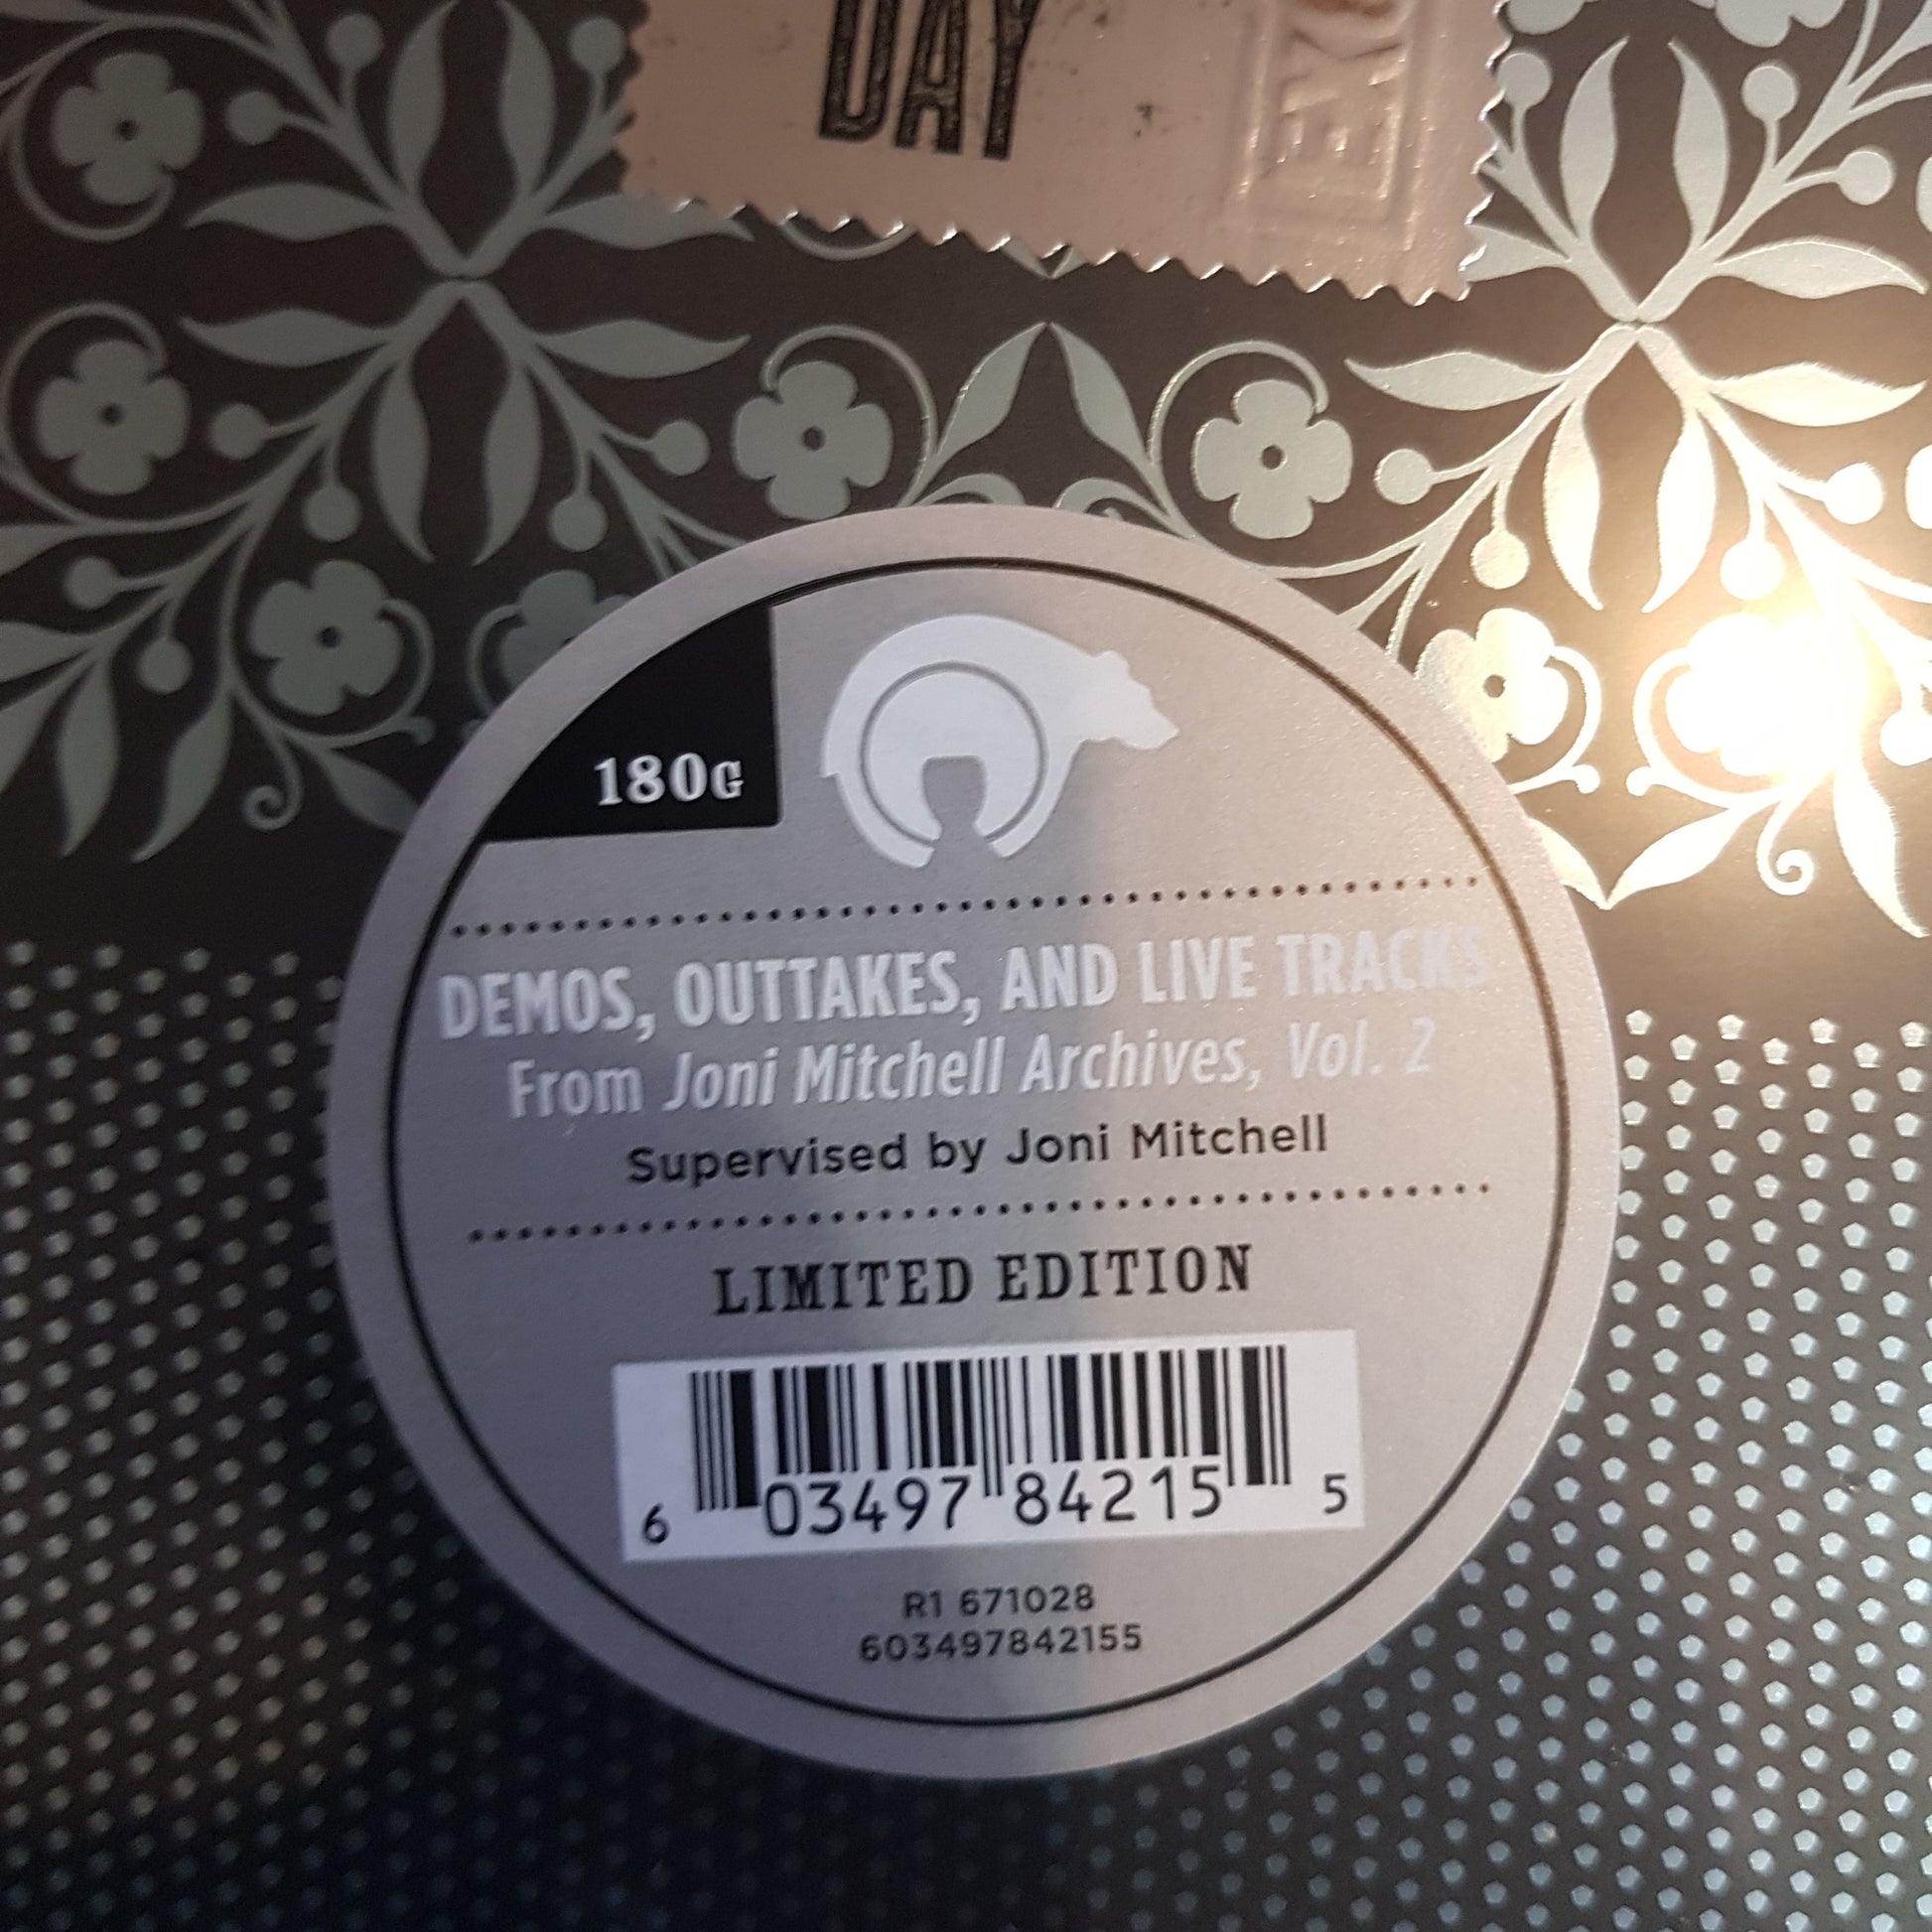 DAY
EXC
180G
DEMOS, OUTTAKES, AND LIVE TRACKS
From Joni Mitchell Archives, Vol. 2
Supervised by Joni Mitchell
LIMITED EDITION
6 03497 84215 5
R1 671028
603497842155